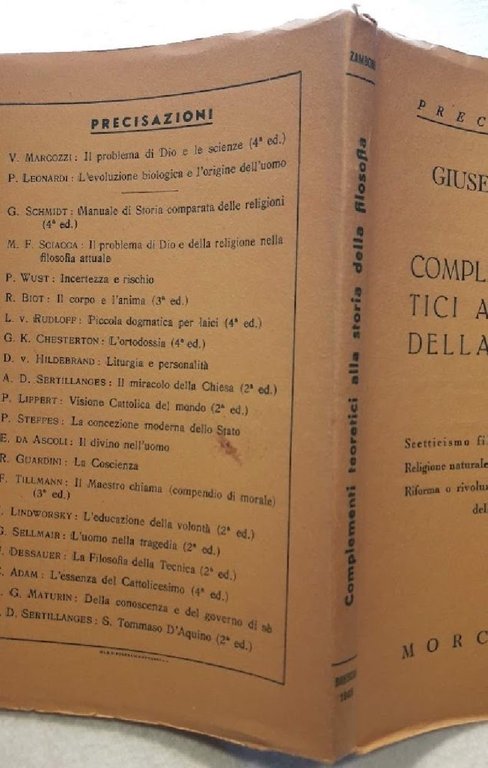 PRECISAZIONI
V. MARCOZZI: Il problema di Dio e le scienze (4ª ed.)
P. LEONARDI: L'evoluzione biologica e l'origine dell'uomo
G. SCHMIDT: Manuale di Storia comparata delle religioni
(4ª ed.)
M. F. SCIACCA: Il problema di Dio e della religione nella
filosofia attuale
P. WUST: Incertezza e rischio
R. BIOT: Il corpo e l'anima (3ª ed.)
L. v. RUDLOFF: Piccola dogmatica per laici (4ª ed.)
G. K. CHESTERTON: L'ortodossia (4ª ed.)
D. v. HILDEBRAND: Liturgia e personalità
A. D. SERTILLANGES: Il miracolo della Chiesa (2ª ed.)
P. LIPPERT: Visione Cattolica del mondo (2ª ed.)
P. STEFFES: La concezione moderna dello Stato
E. DA ASCOLI: Il divino nell'uomo
R. GUARDINI: La Coscienza
F. TILLMANN: Il Maestro chiama (compendio di morale)
(3ª ed.)
LINDWORSKY: L'educazione della volontà (2ª ed.)
G. SELLMAIR: L'uomo nella tragedia (2ª ed.)
DESSAUER: La Filosofia della Tecnica (2ª ed.)
ADAM: L'essenza del Cattolicesimo (4ª ed.)
G. MATURIN: Della conoscenza e del governo di sè
D. SERTILLANGES: S. Tommaso D'Aquino (2ª ed.)
ZAMBONI
Complementi teoretici alla storia della filosofia
BRESCIA
PREC
GIUSE
COMPLE
TICI A
DELLA
Scetticismo fi
Religione naturale
Riforma o rivolu
del
MORC